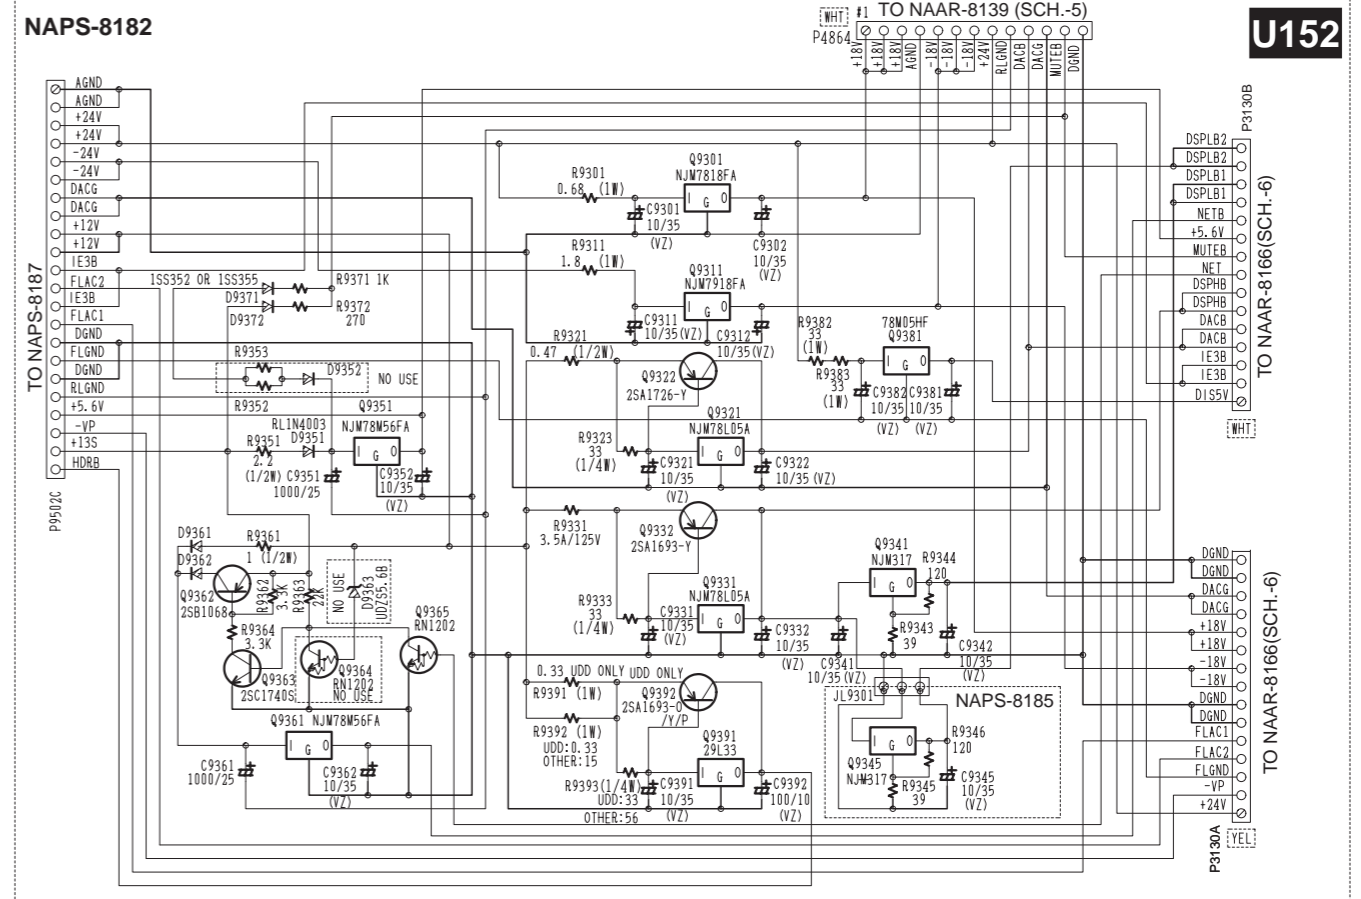 NAPS-8182
U152
WHT
#1
TO NAAR-8139 (SCH.-5)
P4864
+18V
+18V
+18V
AGND
-18V
-18V
-18V
+24V
RLGND
DACB
DACG
MUTEB
DGND
TO NAPS-8187
AGND
AGND
+24V
+24V
-24V
-24V
DACG
DACG
+12V
+12V
IE3B
FLAC2
IE3B
FLAC1
DGND
FLGND
DGND
RLGND
+5.6V
-VP
+13S
HDRB
P9502C
P3130B
TO NAAR-8166(SCH.-6)
DSPLB2
DSPLB2
DSPLB1
DSPLB1
NETB
+5.6V
MUTEB
NET
DSPHB
DSPHB
DACB
DACB
IE3B
IE3B
DIS5V
WHT
Q9301
NJM7818FA
R9301
0.68 (1W)
I G O
C9301
10/35
(VZ)
C9302
10/35
(VZ)
R9311
1.8 (1W)
Q9311
NJM7918FA
I G O
C9311
10/35(VZ)
C9312
10/35(VZ)
1SS352 OR 1SS355
D9371
D9372
R9371 1K
R9372
270
R9321
0.47 (1/2W)
Q9322
2SA1726-Y
R9382
33
(1W)
R9383
33
(1W)
78M05HF
Q9381
I G O
C9382
10/35
(VZ)
C9381
10/35
(VZ)
R9353
D9352
NO USE
R9352
RL1N4003
D9351
R9351
2.2
(1/2W)
C9351
1000/25
Q9351
NJM78M56FA
I G O
C9352
10/35
(VZ)
R9323
33
(1/4W)
Q9321
NJM78L05A
I G O
C9321
10/35
(VZ)
C9322
10/35 (VZ)
R9331
3.5A/125V
Q9332
2SA1693-Y
D9361
D9362
R9361
1 (1/2W)
Q9362
2SB1068
R9362
3.3K
R9363
22K
NO USE
D9363
UDZS5.6B
Q9365
RN1202
R9364
3.3K
Q9363
2SC1740S
Q9364
RN1202
NO USE
R9333
33
(1/4W)
Q9331
NJM78L05A
I G O
C9331
10/35
(VZ)
C9332
10/35
(VZ)
Q9341
NJM317
I G O
R9344
120
R9343
39
C9341
10/35(VZ)
C9342
10/35
(VZ)
0.33 UDD ONLY
R9391 (1W)
UDD ONLY
Q9392
2SA1693-O
/Y/P
R9392 (1W)
UDD:0.33
OTHER:15
Q9391
29L33
I G O
R9393(1/4W)
UDD:33
OTHER:56
C9391
10/35
(VZ)
C9392
100/10
(VZ)
JL9301
NAPS-8185
Q9345
NJM317
I G O
R9346
120
R9345
39
C9345
10/35
(VZ)
Q9361 NJM78M56FA
I G O
C9361
1000/25
C9362
10/35
(VZ)
TO NAAR-8166(SCH.-6)
DGND
DGND
DACG
DACG
+18V
+18V
-18V
-18V
DGND
DGND
FLAC1
FLAC2
FLGND
-VP
+24V
P3130A
YEL